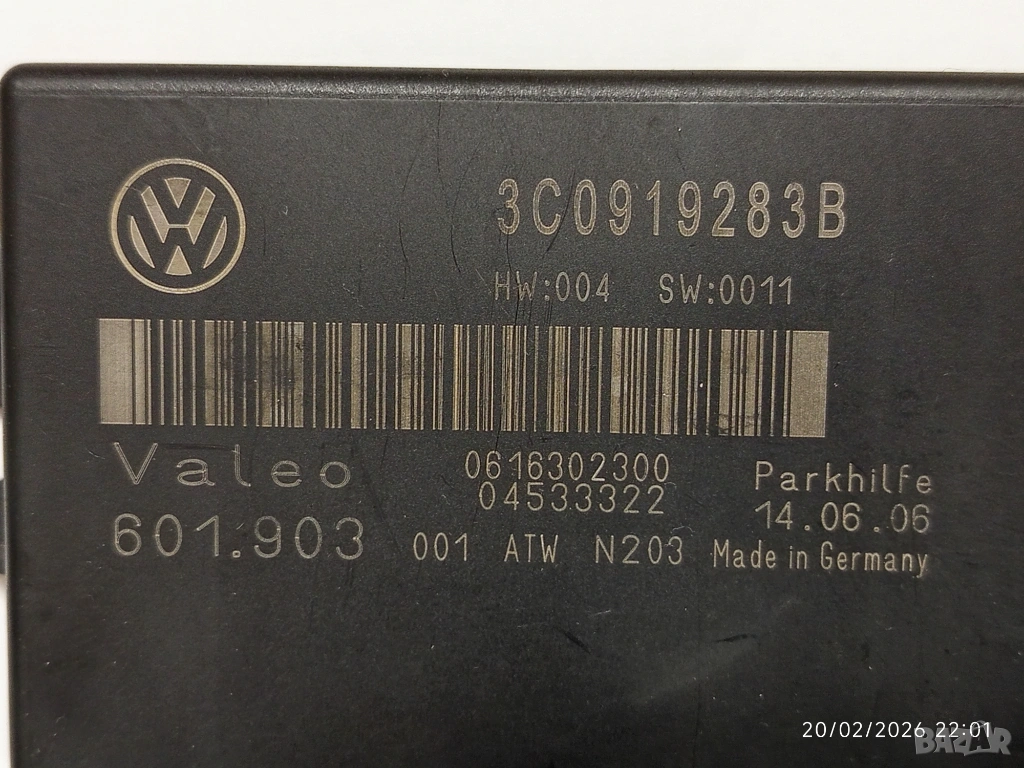 3C0919283B
HW:004 SW:0011
Valeo
0616302300
04533322
Parkhilfe
14.06.06
601.903
001 ATW N203
Made in Germany
20/02/2026 22:01
BAZAR